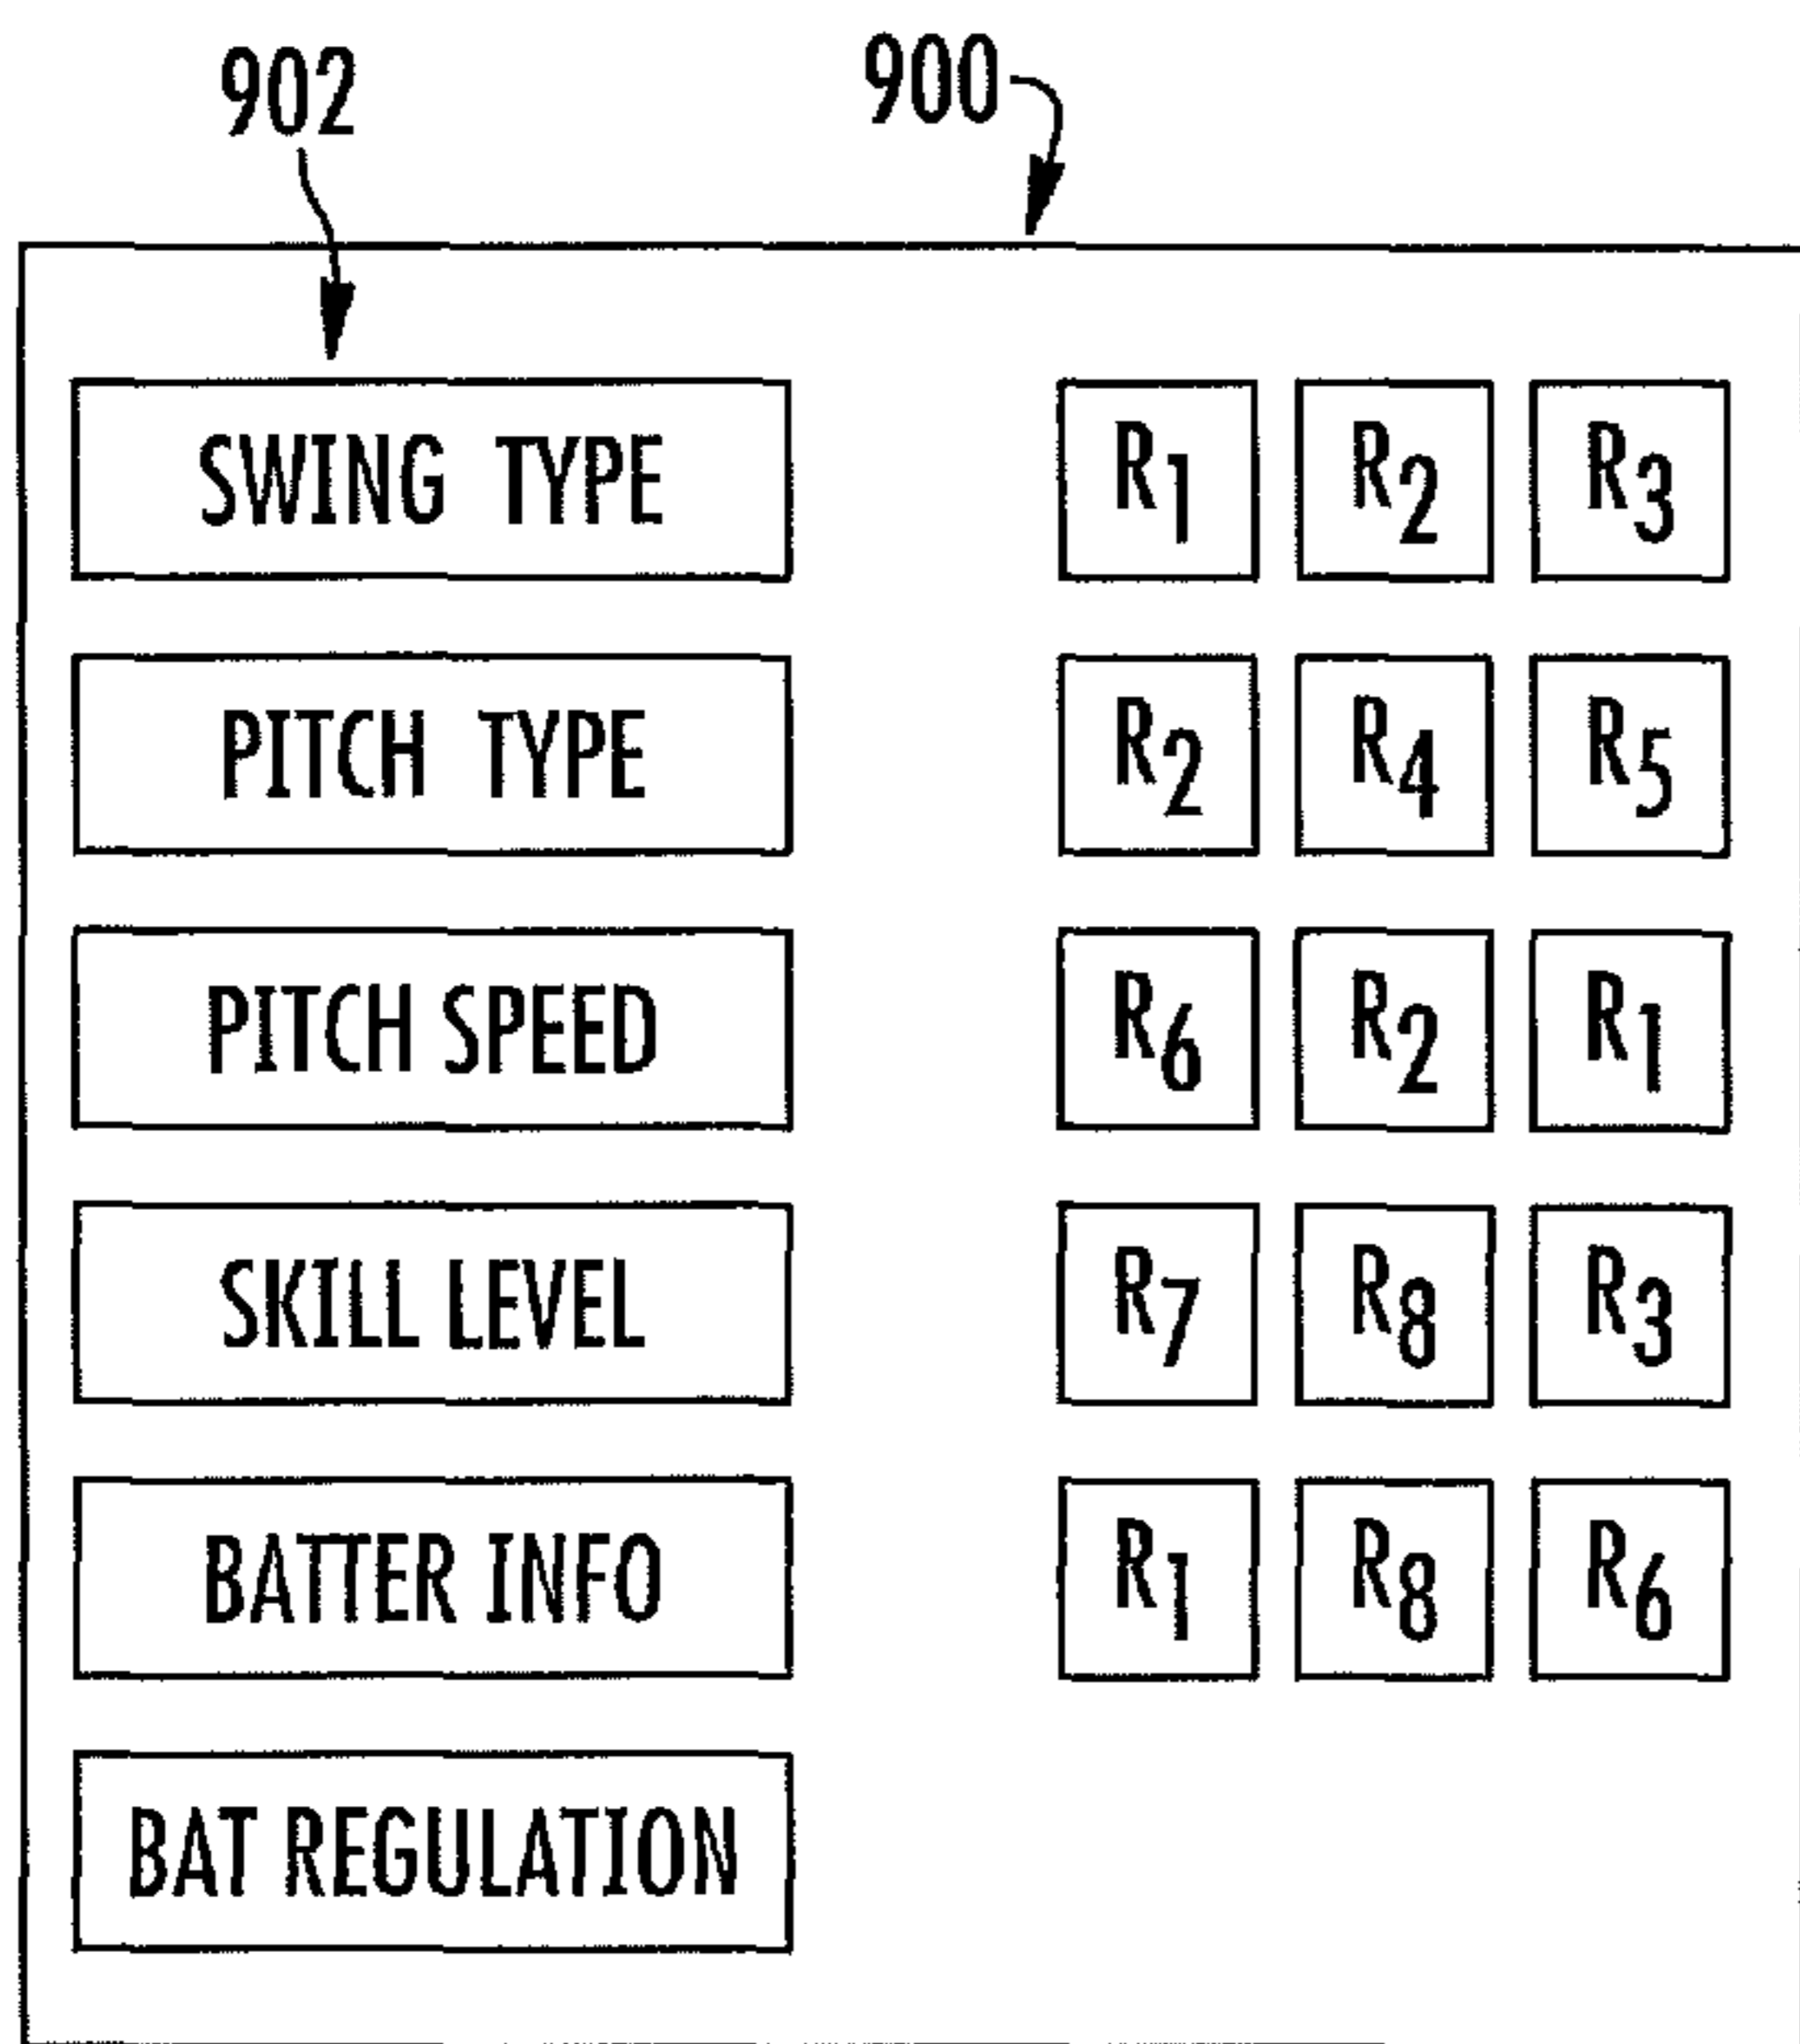 902 900
SWING TYPE R1 R2 R3
PITCH TYPE R2 R4 R5
PITCH SPEED R6 R2 R1
SKILL LEVEL R7 R8 R3
BATTER INFO R1 R8 R6
BAT REGULATION